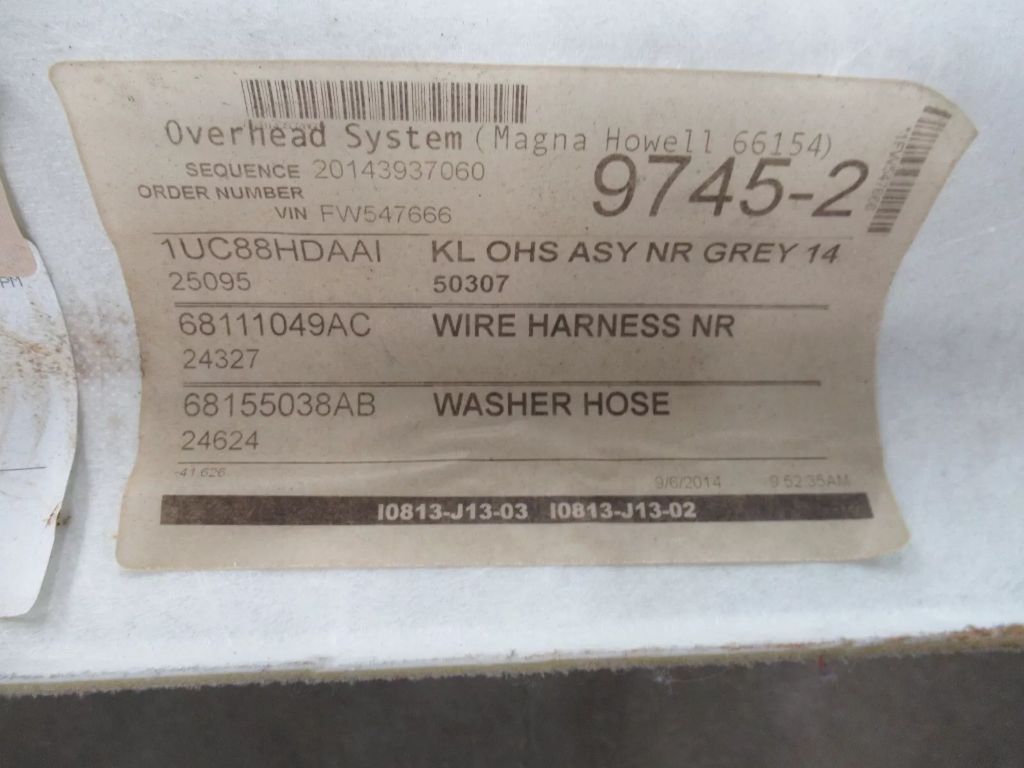 Overhead System (Magna Howell 66154)
SEQUENCE 20143937060
9745-2
ORDER NUMBER
VIN FW547666
1UC88HDAAI KL OHS ASY NR GREY 14
25095 50307
68111049AC WIRE HARNESS NR
24327
68155038AB WASHER HOSE
24624
-41.626
9/6/2014 9 52:35AM
I0813-J13-03 I0813-J13-02
PM